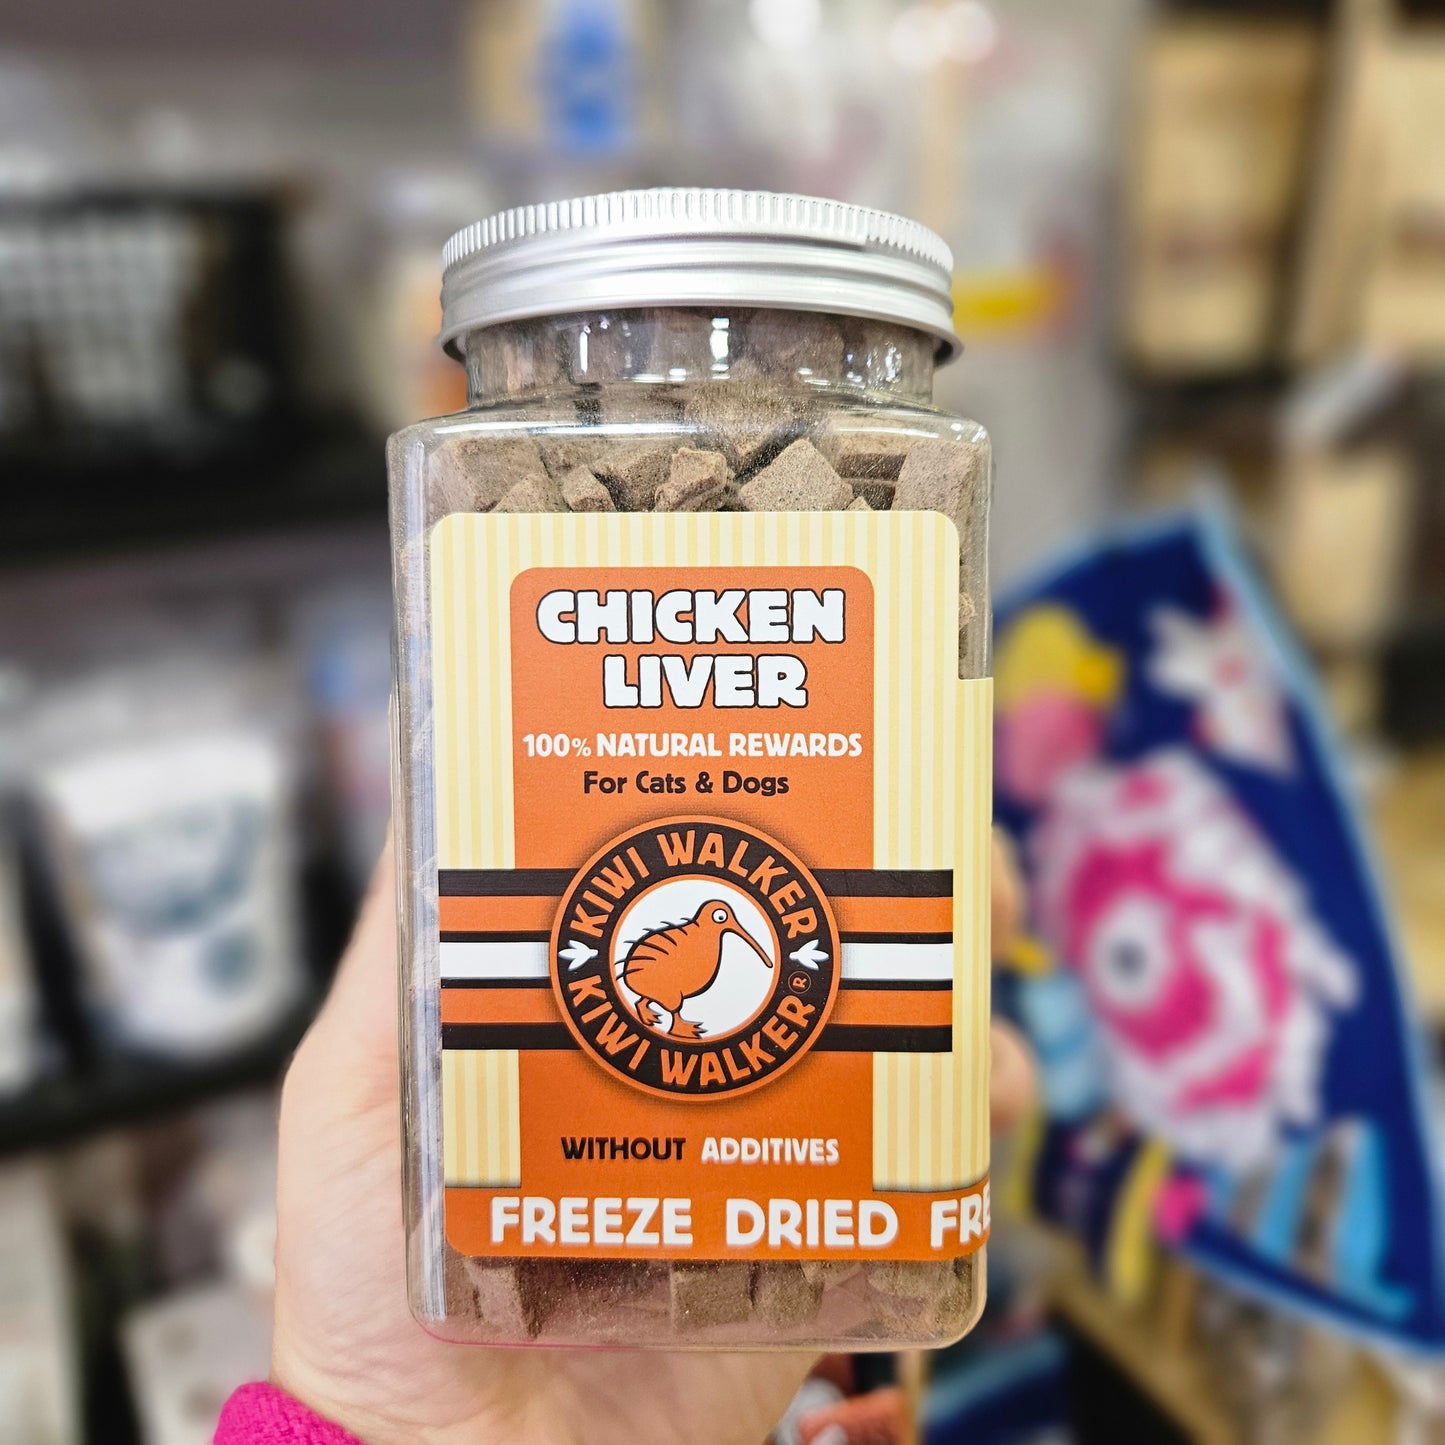 CHICKEN
LIVER
100% NATURAL REWARDS
For Cats & Dogs
KIWI WALKER
KIWI WALKER®
WITHOUT ADDITIVES
FREEZE DRIED FRE